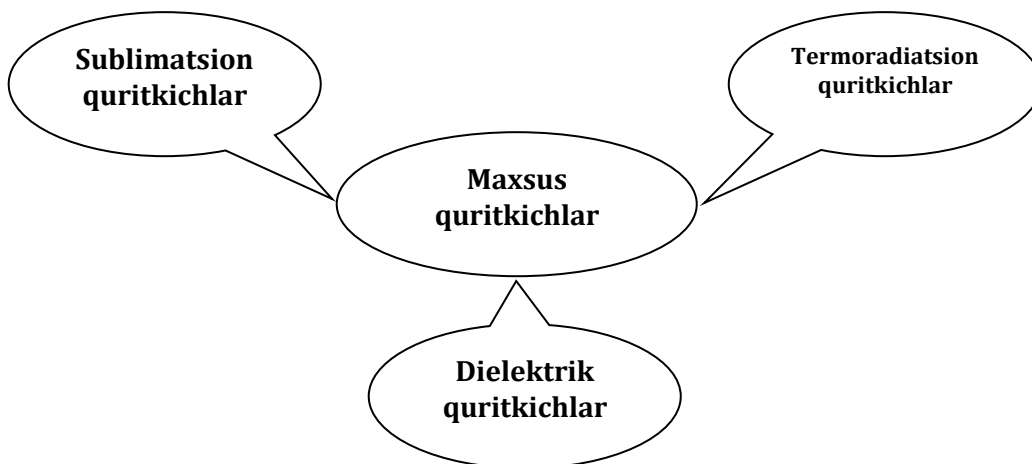 Sublimatsion
quritkichlar
Termoradiatsion
quritkichlar
Maxsus
quritkichlar
Dielektrik
quritkichlar